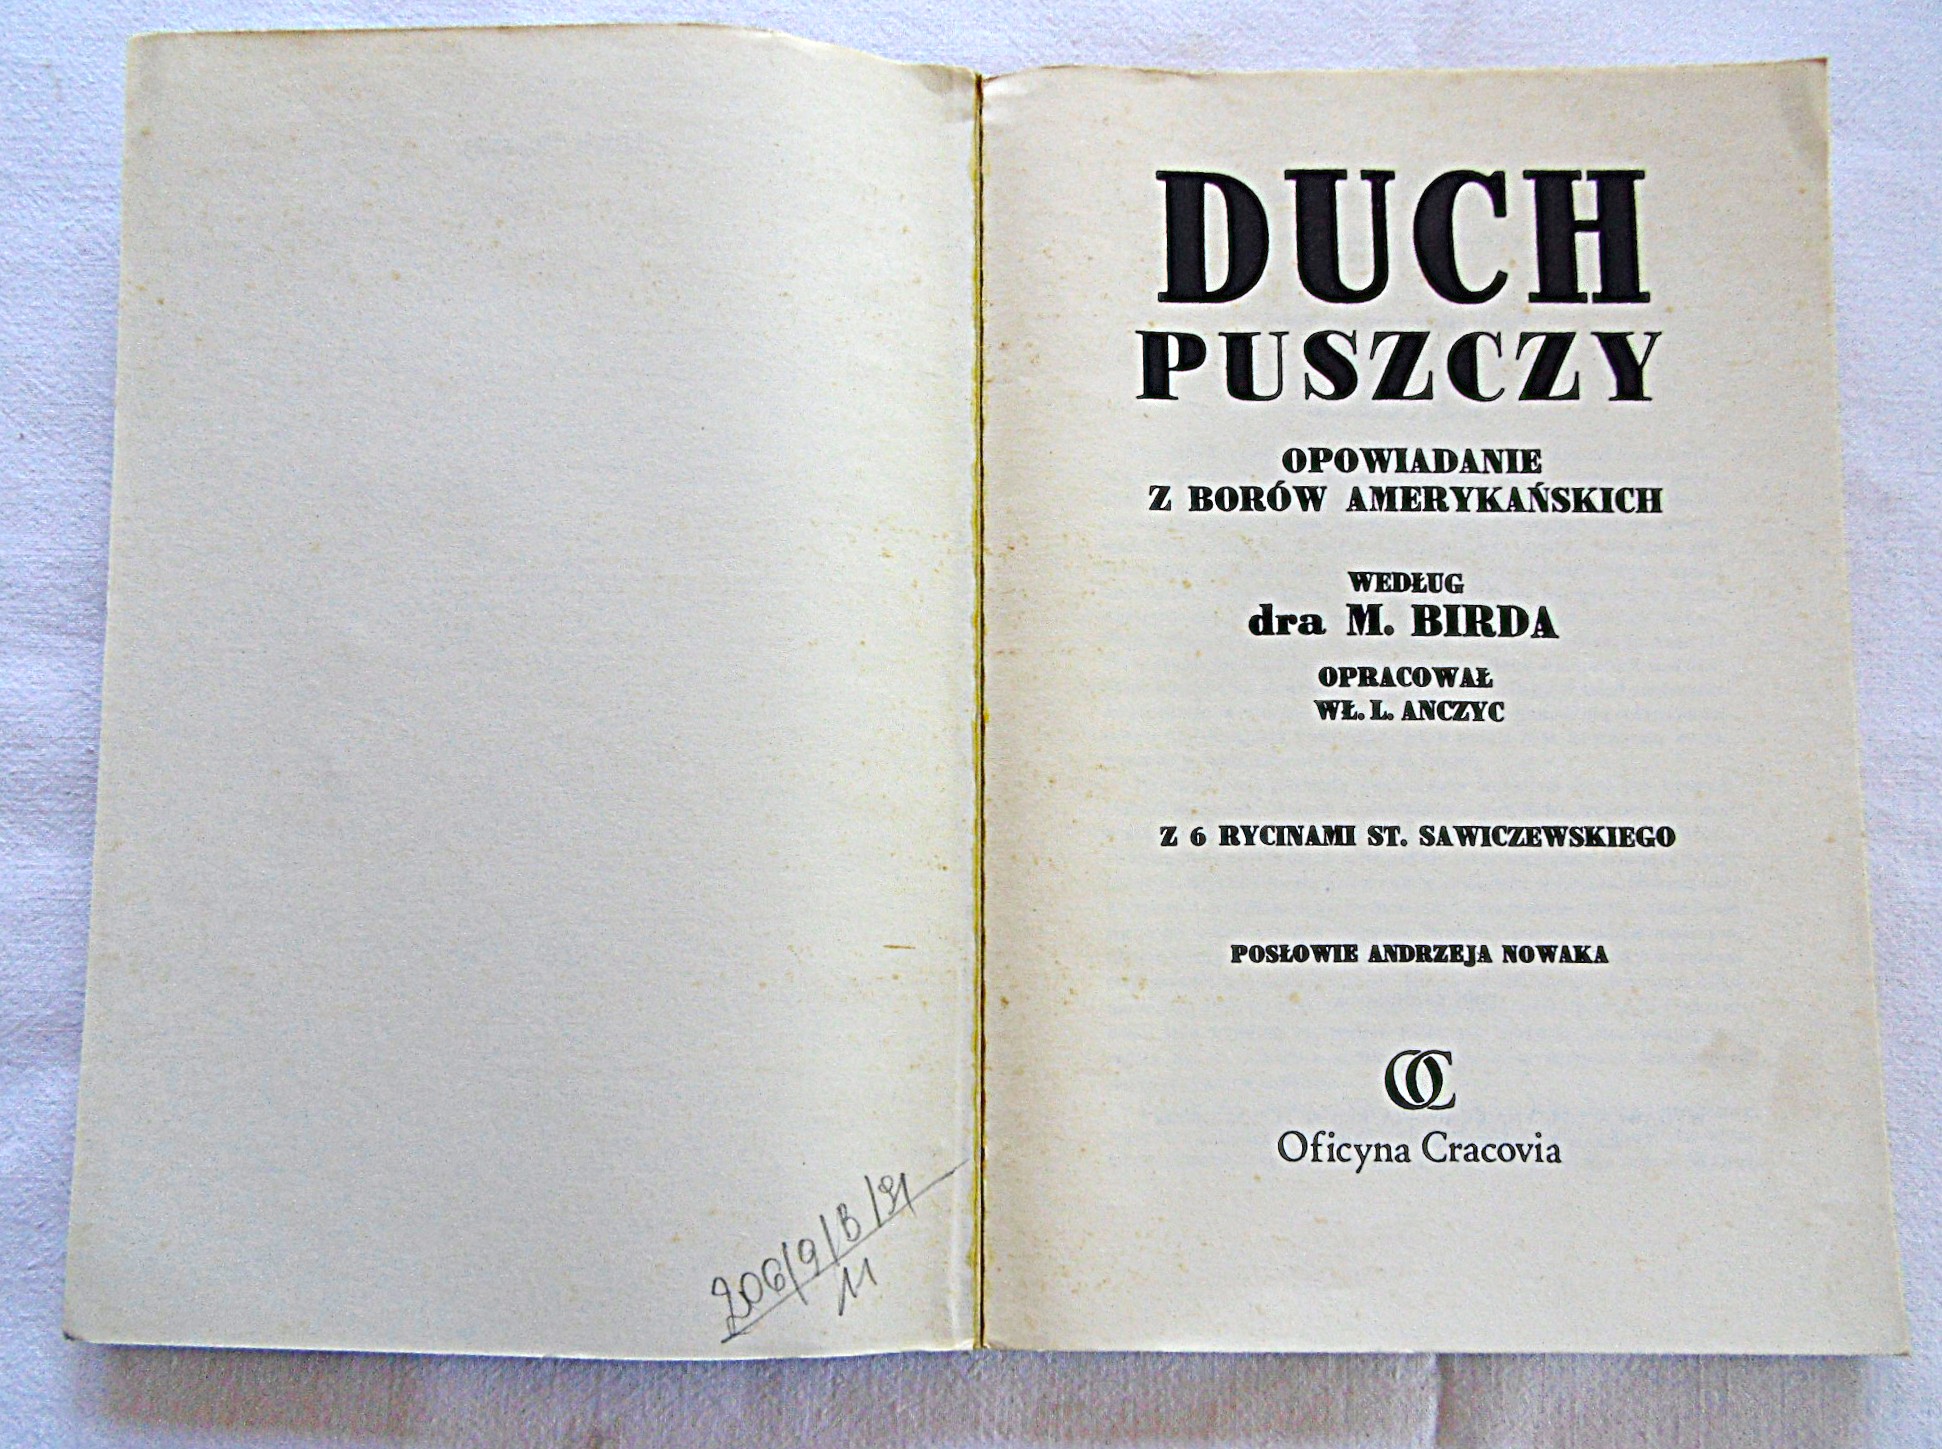 206/9/B/91
11
DUCH
PUSZCZY
OPOWIADANIE
Z BORÓW AMERYKAŃSKICH
WEDŁUG
dra M. BIRDA
OPRACOWAŁ
WŁ. L. ANCZYC
Z 6 RYCINAMI ST. SAWICZEWSKIEGO
POSŁOWIE ANDRZEJA NOWAKA
OC
Oficyna Cracovia